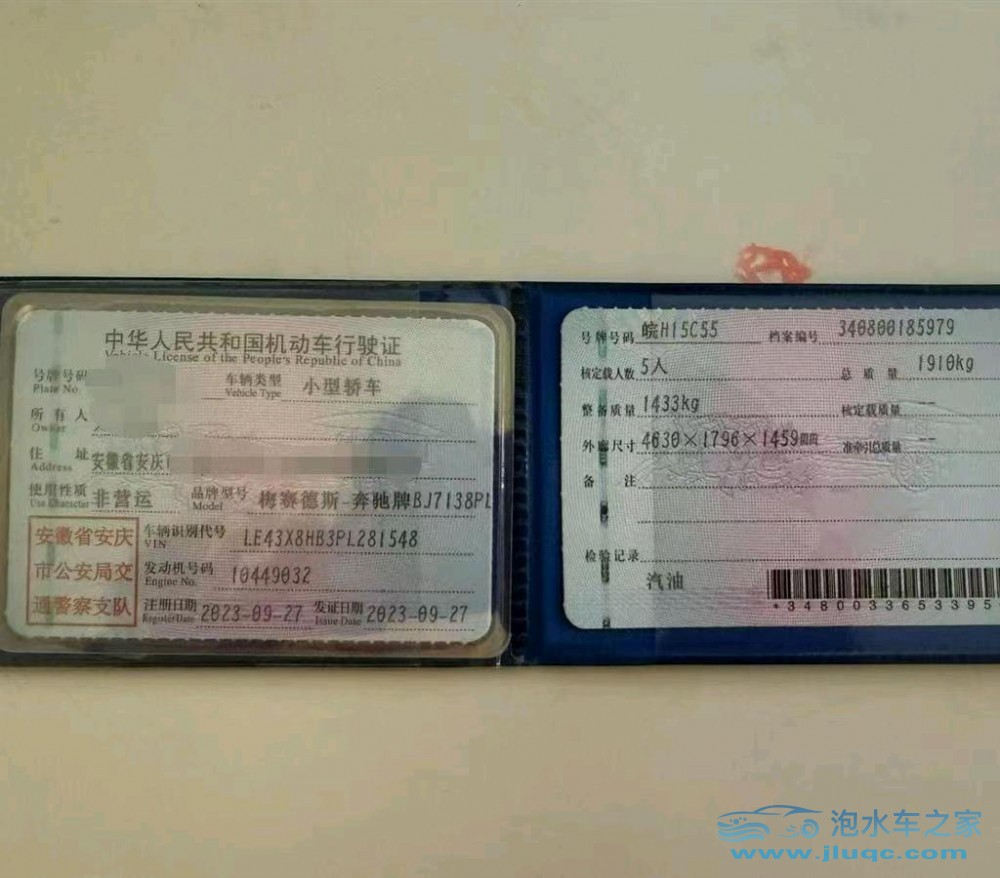 中华人民共和国机动车行驶证
Vehicle License of the People's Republic of China
号牌号码
Plate No.
车辆类型 小型轿车
Vehicle Type
所有人
Owner
住址 安徽省安庆
Address
使用性质 非营运
Use Character
品牌型号 梅赛德斯-奔驰牌BJ7138PL
Model
安徽省安庆
市公安局交
通警察支队
车辆识别代号 LE43X8HB3PL281548
VIN
发动机号码 10449032
Engine No.
注册日期 2023-09-27
Register Date
发证日期 2023-09-27
Issue Date
号牌号码 皖H15C55
档案编号 340800185979
核定载人数 5人
总质量 1910kg
整备质量 1433kg
核定载质量 --
外廓尺寸 4630×1796×1459mm
准牵引总质量 --
备注
检验记录
汽油
*3480033653395
泡水车之家
www.jluqc.com